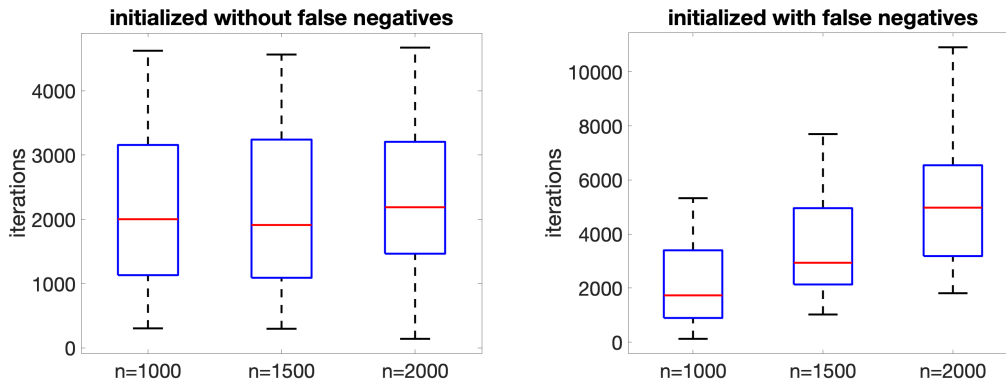 initialized without false negatives
iterations
4000
3000
2000
1000
0
n=1000 n=1500 n=2000
initialized with false negatives
iterations
10000
8000
6000
4000
2000
0
n=1000 n=1500 n=2000